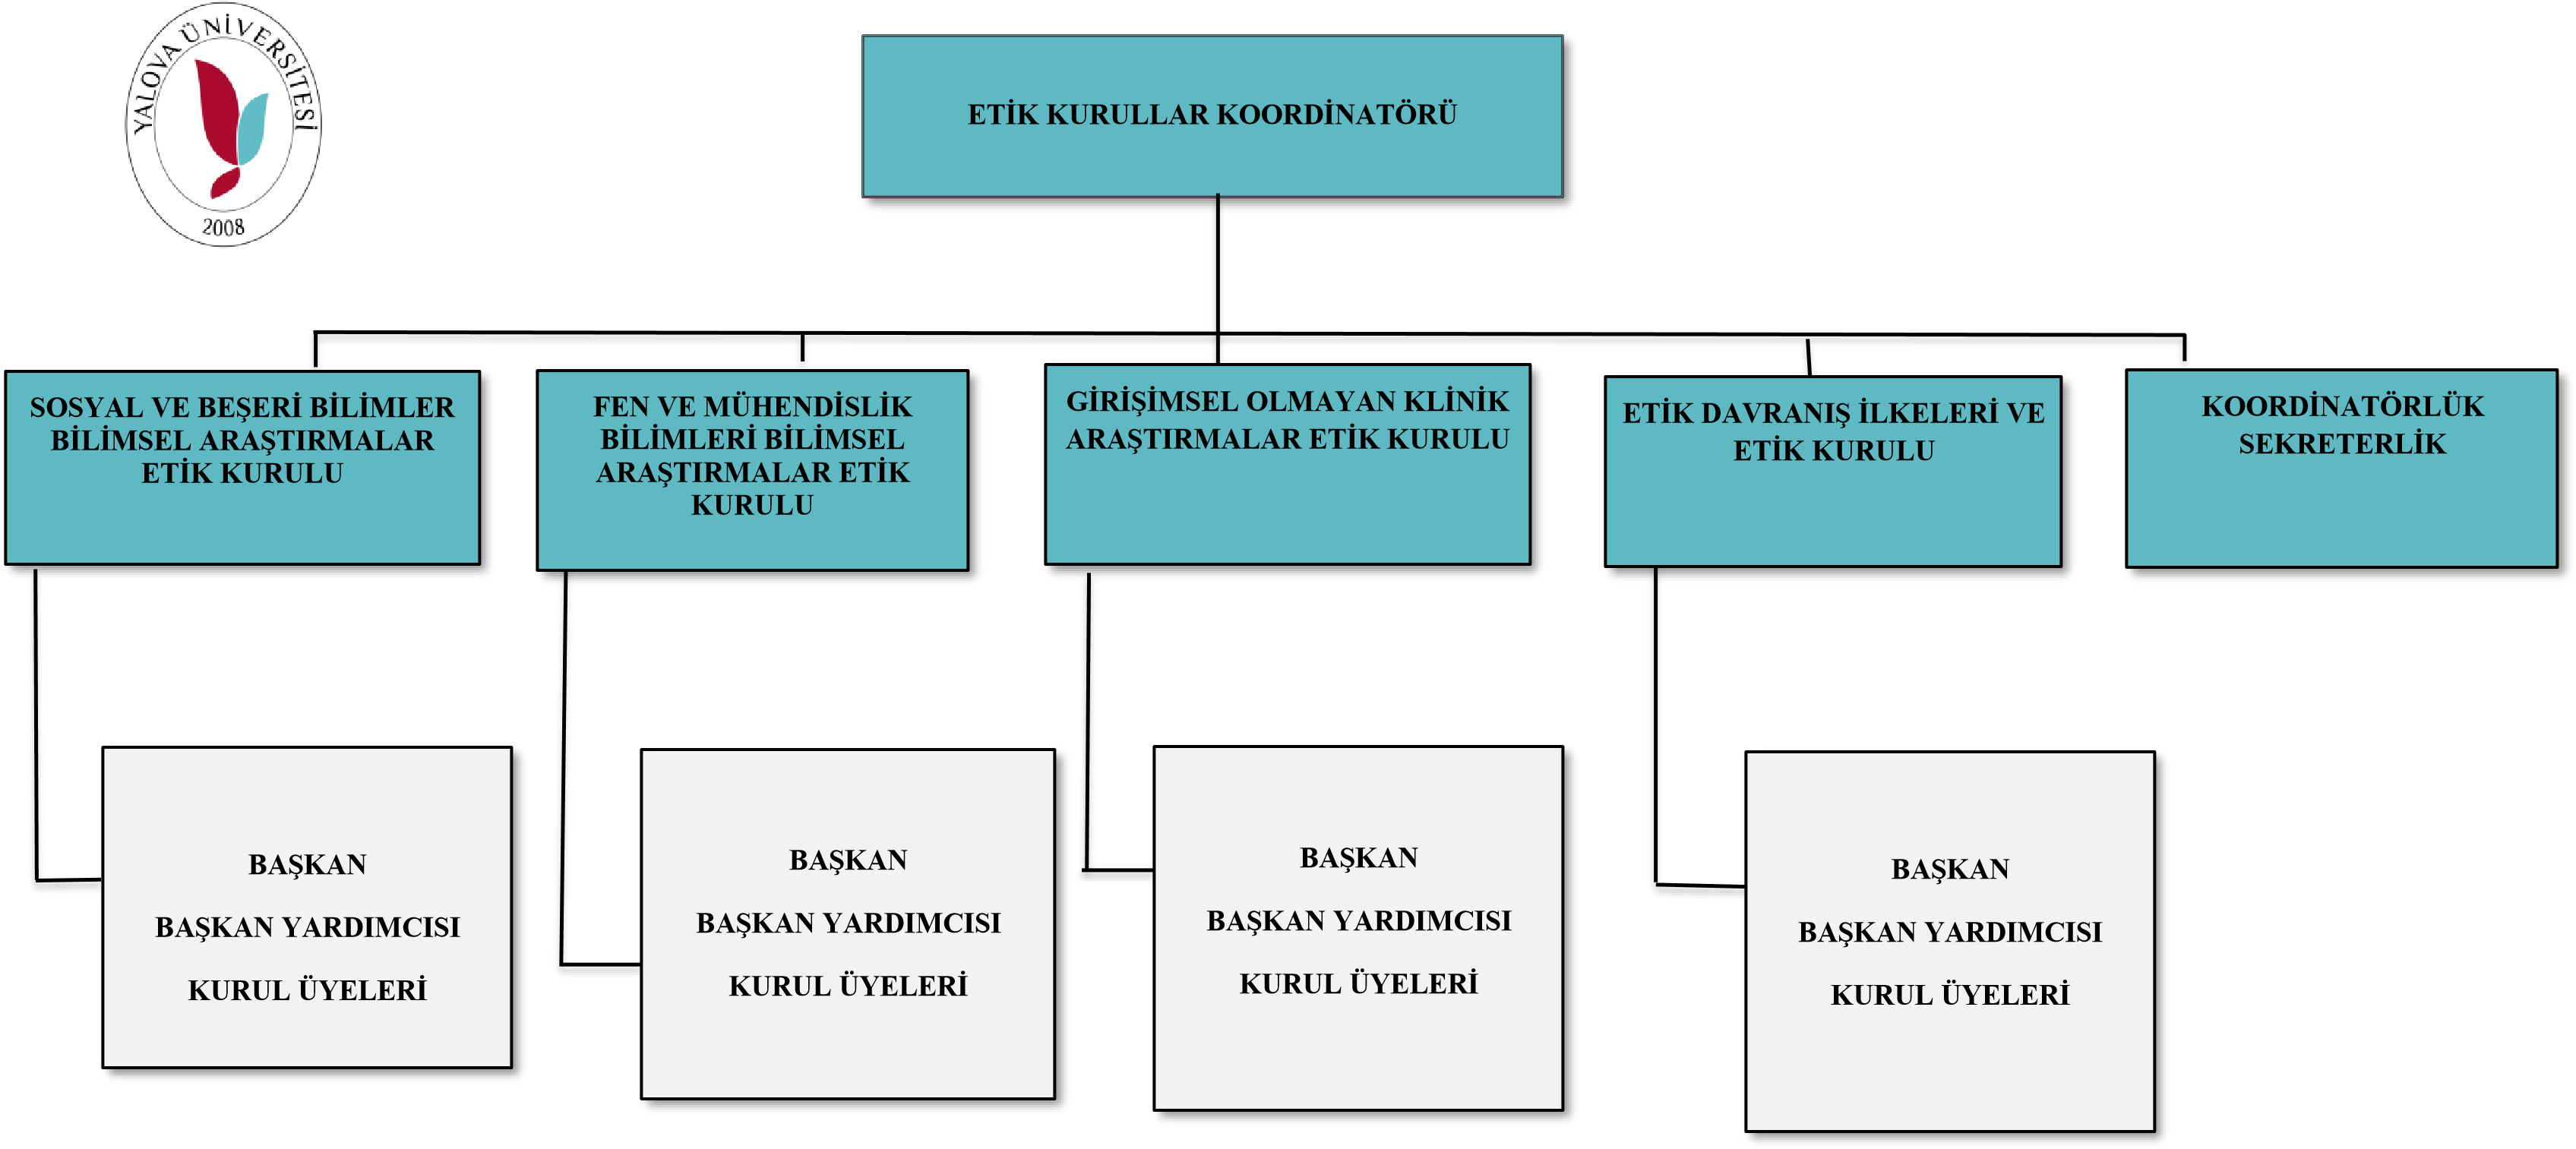 YALOVA ÜNİVERSİTESİ
2008
ETİK KURULLAR KOORDİNATÖRÜ
SOSYAL VE BEŞERİ BİLİMLER
BİLİMSEL ARAŞTIRMALAR
ETİK KURULU
FEN VE MÜHENDİSLİK
BİLİMLERİ BİLİMSEL
ARAŞTIRMALAR ETİK
KURULU
GİRİŞİMSEL OLMAYAN KLİNİK
ARAŞTIRMALAR ETİK KURULU
ETİK DAVRANIŞ İLKELERİ VE
ETİK KURULU
KOORDİNATÖRLÜK
SEKRETERLİK
BAŞKAN
BAŞKAN YARDIMCISI
KURUL ÜYELERİ
BAŞKAN
BAŞKAN YARDIMCISI
KURUL ÜYELERİ
BAŞKAN
BAŞKAN YARDIMCISI
KURUL ÜYELERİ
BAŞKAN
BAŞKAN YARDIMCISI
KURUL ÜYELERİ